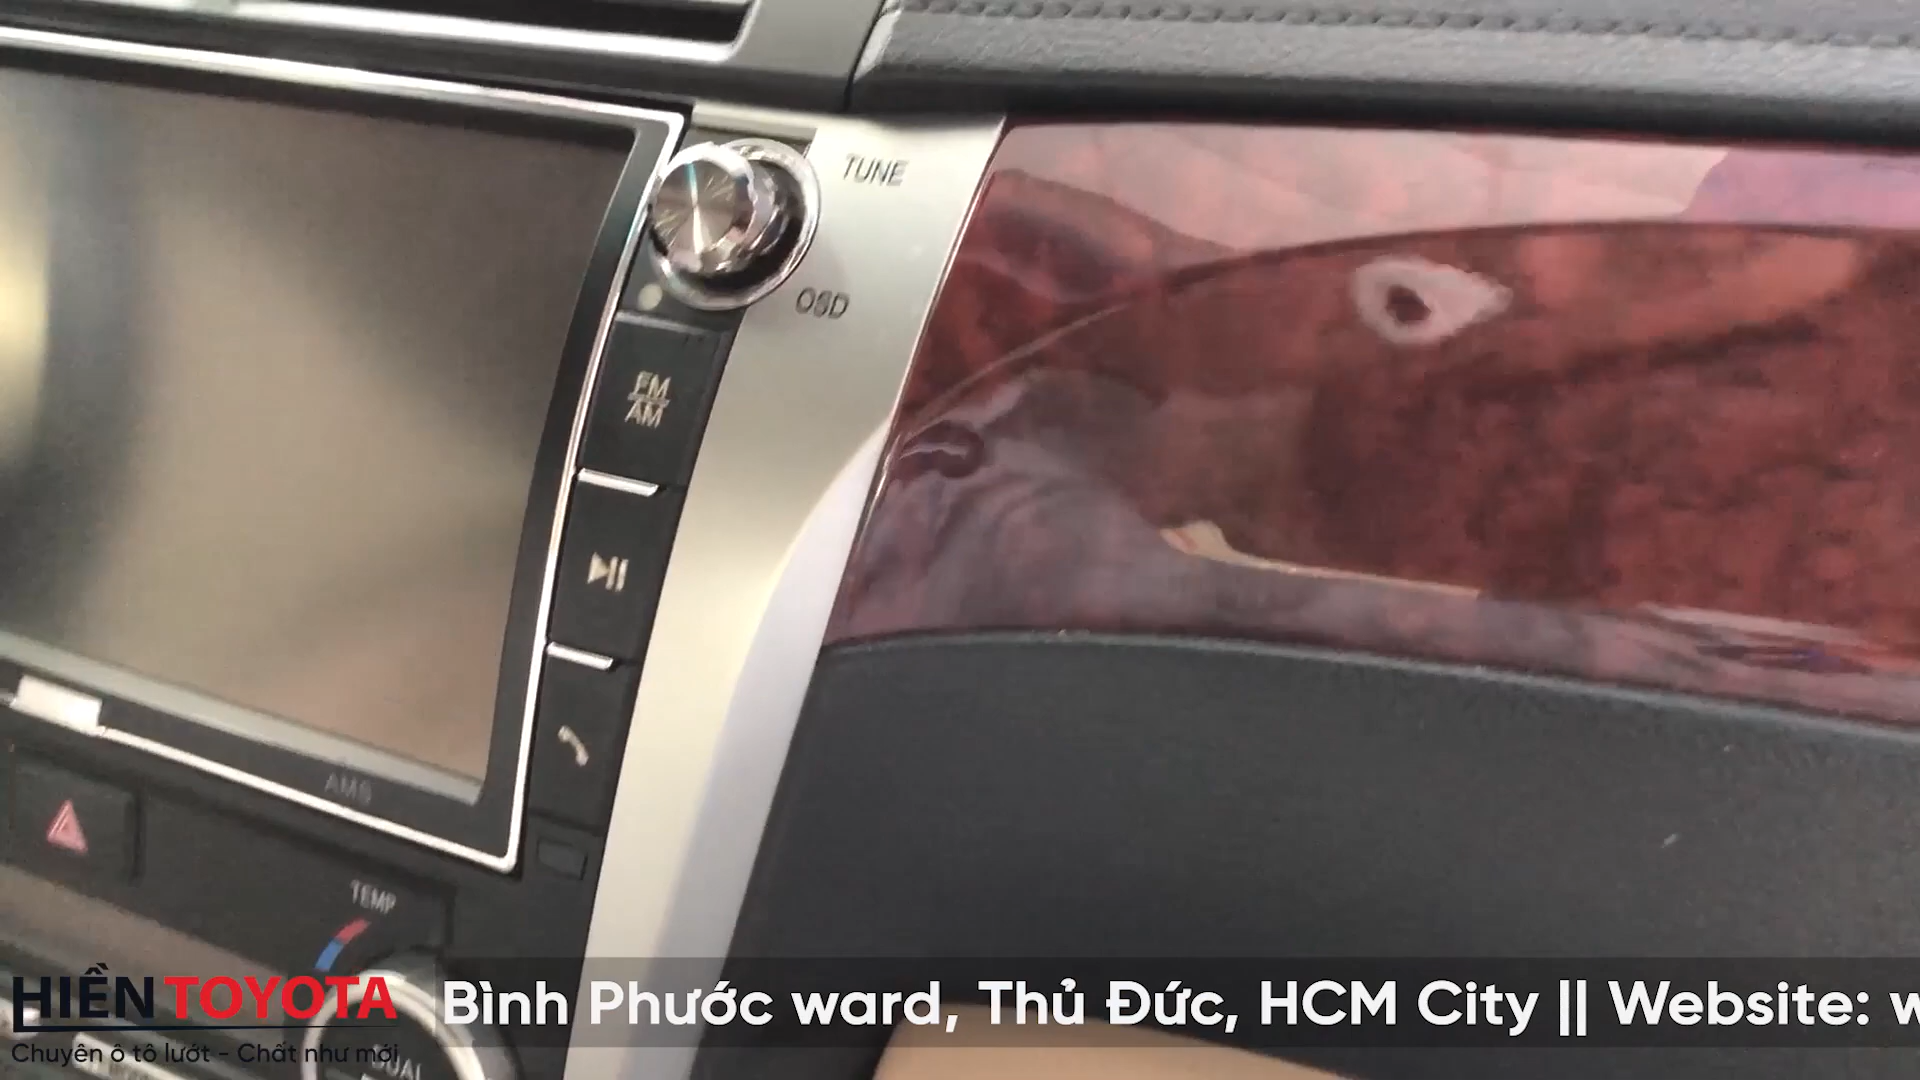 TUNE
OSD
FM
AM
AMS
TEMP
DUAL
HIỀN TOYOTA
Chuyên ô tô lướt - Chất như mới
Bình Phước ward, Thủ Đức, HCM City || Website: w